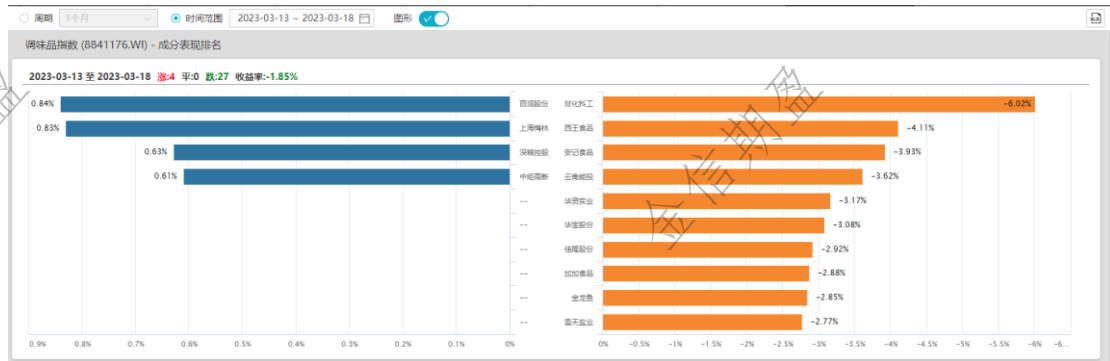 周期 1个月 时间范围 2023-03-13 ~ 2023-03-18 图形
调味品指数 (8841176.WI) - 成分表现排名
2023-03-13 至 2023-03-18 涨:4 平:0 跌:27 收益率:-1.85%
0.84% 百润股份 甘化科工 -6.02%
0.83% 上海梅林 西王食品 -4.11%
0.63% 深粮控股 安记食品 -3.93%
0.61% 中炬高新 云南能投 -3.62%
-- 华资实业 -3.17%
-- 华宝股份 -3.08%
-- 佳隆股份 -2.92%
-- 加加食品 -2.88%
-- 金龙鱼 -2.85%
-- 雪天盐业 -2.77%
0.9% 0.8% 0.7% 0.6% 0.5% 0.4% 0.3% 0.2% 0.1% 0% 0% -0.5% -1% -1.5% -2% -2.5% -3% -3.5% -4% -4.5% -5% -5.5% -6% -6...
金信期盈
盈